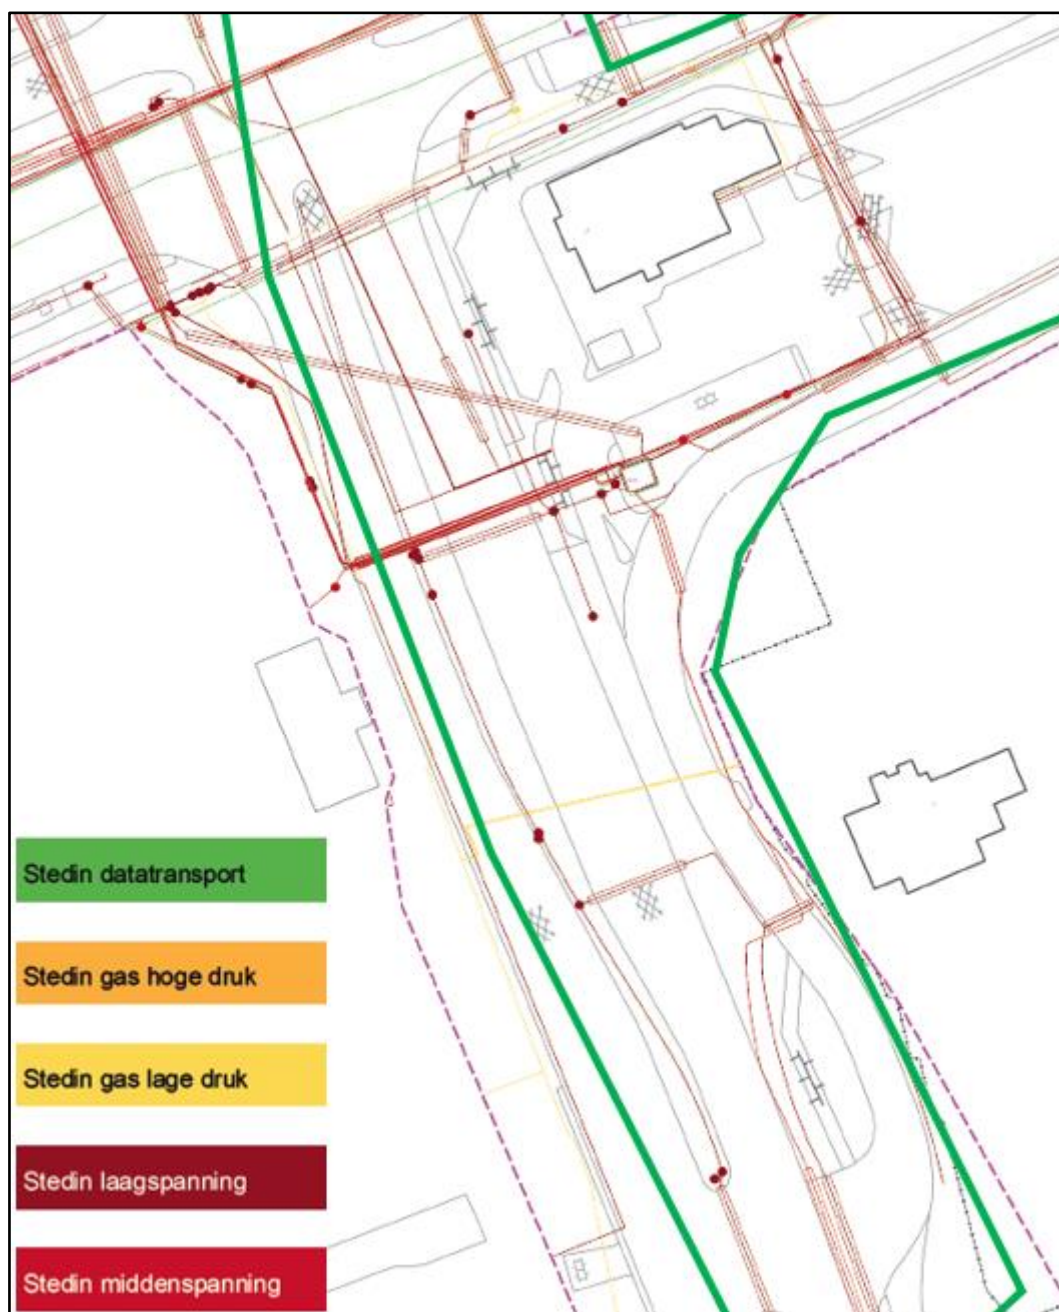 Stedin datatransport
Stedin gas hoge druk
Stedin gas lage druk
Stedin laagspanning
Stedin middenspanning